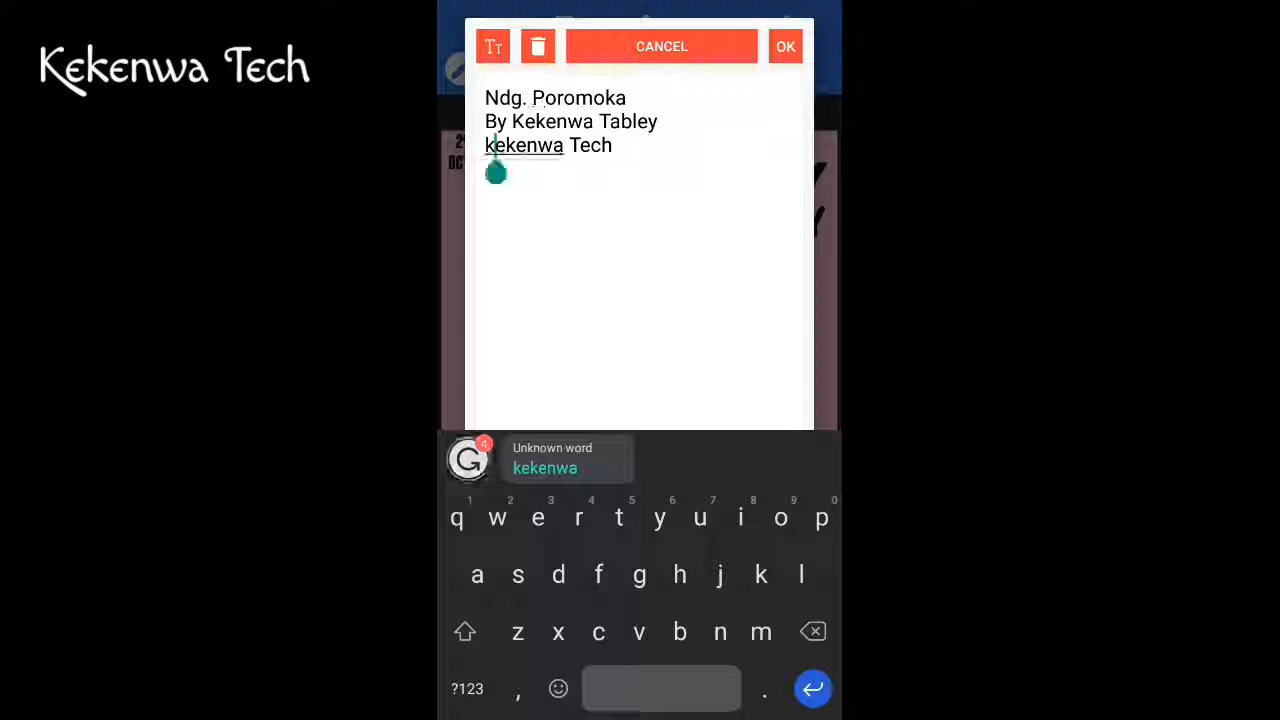 Kekenwa Tech
Tт
CANCEL
OK
Ndg. Poromoka
By Kekenwa Tabley
kekenwa Tech
4
Unknown word
kekenwa
1 2 3 4 5 6 7 8 9 0
q w e r t y u i o p
a s d f g h j k l
z x c v b n m
?123 , .